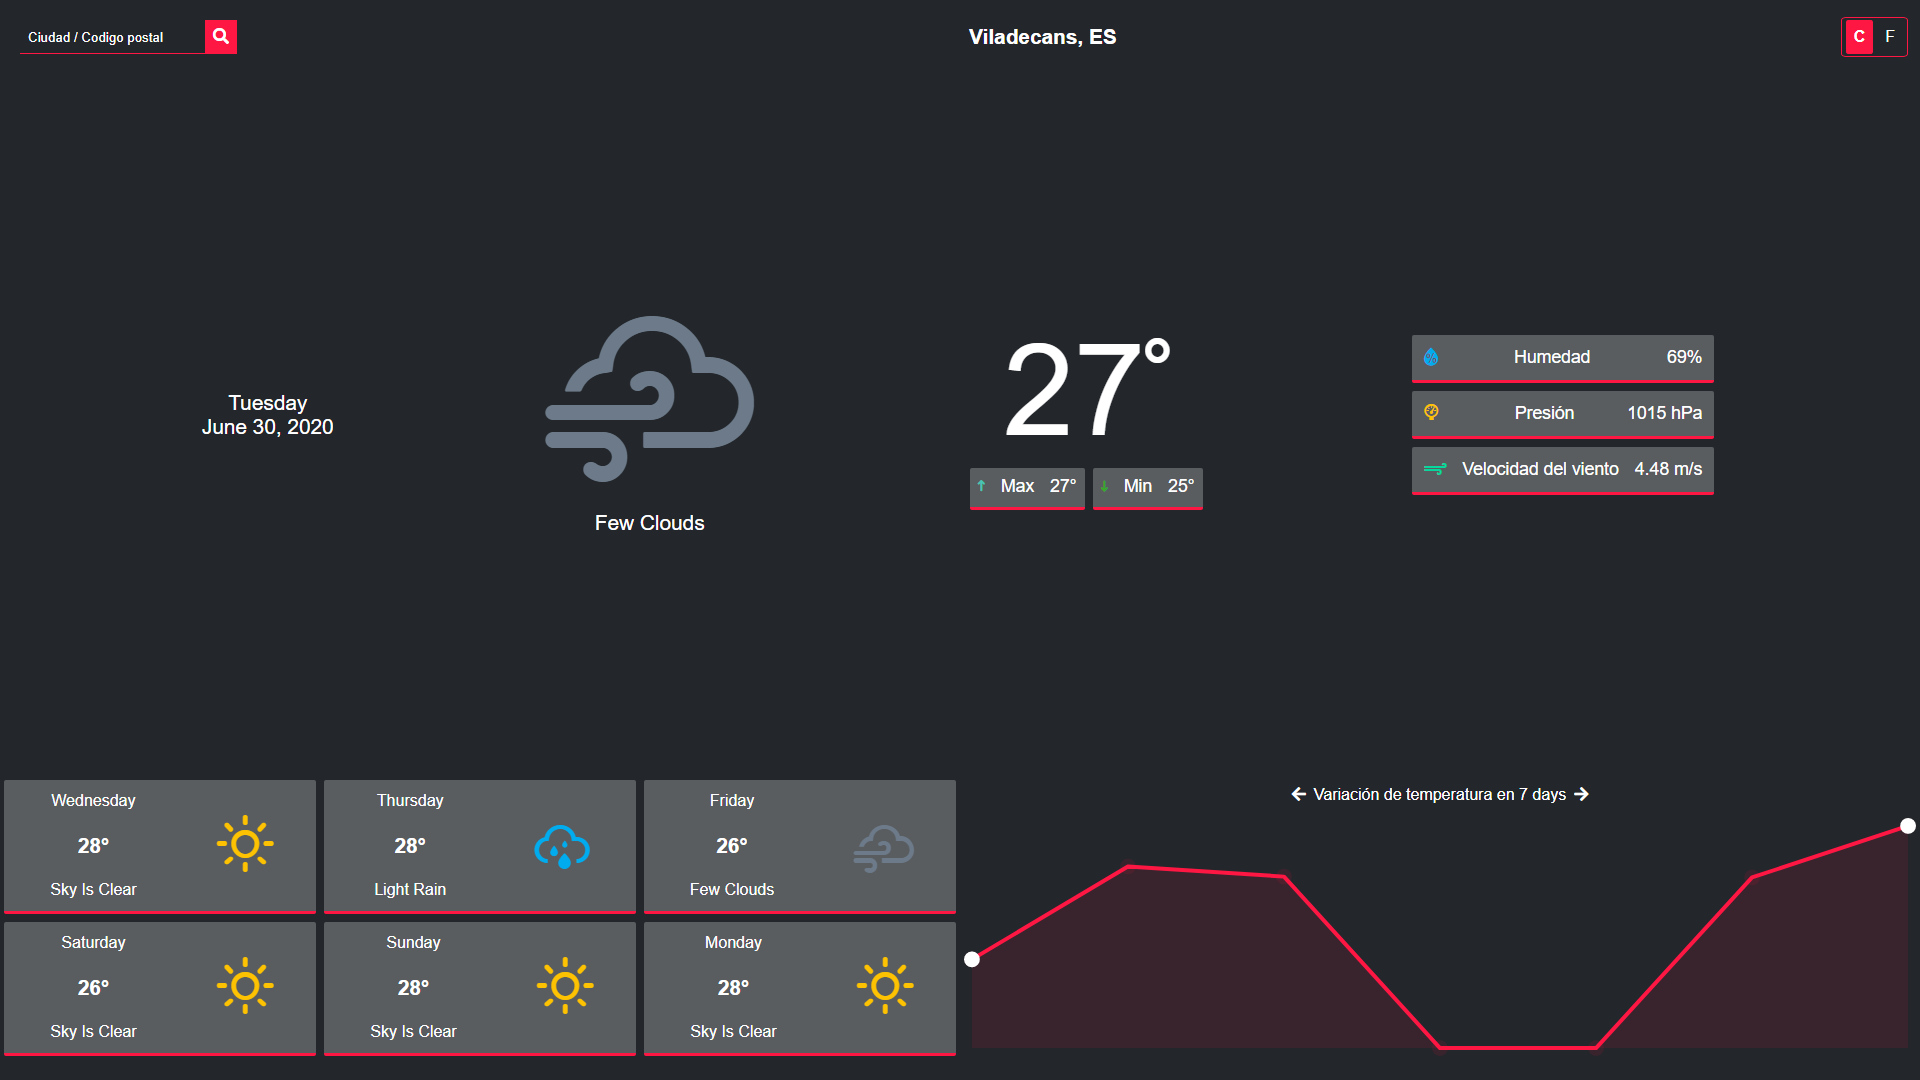 Ciudad / Codigo postal
Viladecans, ES
C F
Tuesday
June 30, 2020
Few Clouds
27°
Max 27°
Min 25°
Humedad 69%
Presión 1015 hPa
Velocidad del viento 4.48 m/s
Wednesday
28°
Sky Is Clear
Thursday
28°
Light Rain
Friday
26°
Few Clouds
Saturday
26°
Sky Is Clear
Sunday
28°
Sky Is Clear
Monday
28°
Sky Is Clear
Variación de temperatura en 7 days